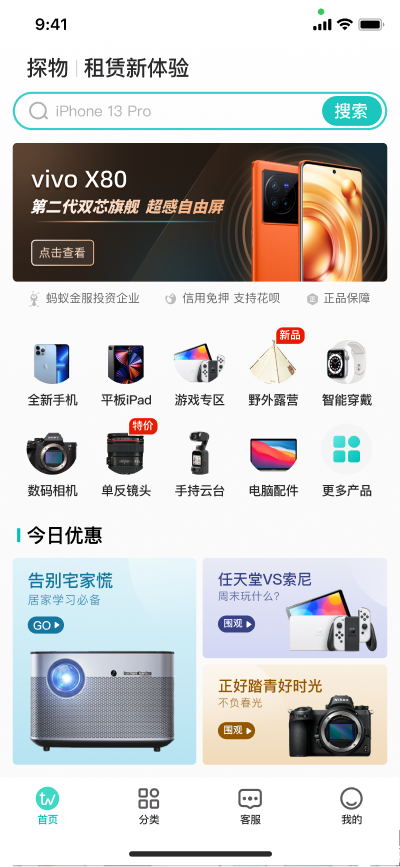 9:41
探物 租赁新体验
iPhone 13 Pro
搜索
vivo X80
第二代双芯旗舰 超感自由屏
点击查看
蚂蚁金服投资企业 信用免押 支持花呗 正品保障
新品
全新手机 平板iPad 游戏专区 野外露营 智能穿戴
特价
数码相机 单反镜头 手持云台 电脑配件 更多产品
今日优惠
告别宅家慌
居家学习必备
GO
任天堂VS索尼
周末玩什么?
围观
正好踏青好时光
不负春光
围观
Nikon
tw
首页 分类 客服 我的